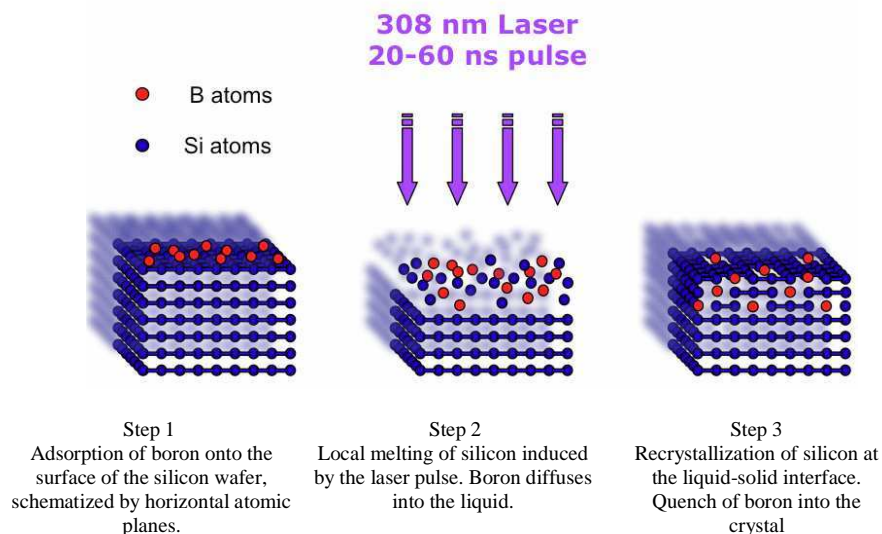 308 nm Laser
20-60 ns pulse
B atoms
Si atoms
Step 1
Adsorption of boron onto the
surface of the silicon wafer,
schematized by horizontal atomic
planes.
Step 2
Local melting of silicon induced
by the laser pulse. Boron diffuses
into the liquid.
Step 3
Recrystallization of silicon at
the liquid-solid interface.
Quench of boron into the
crystal